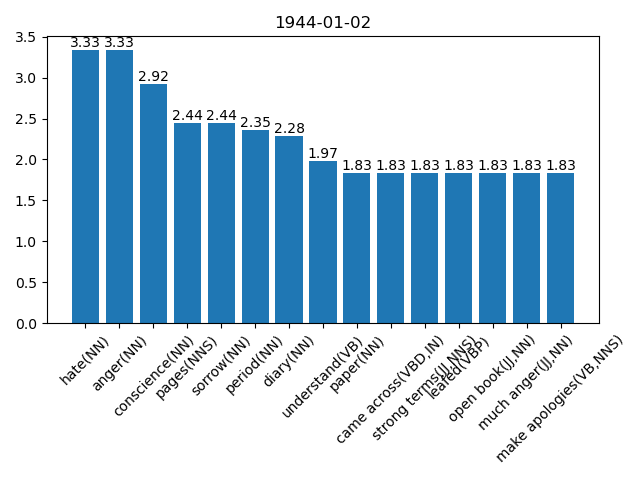 1944-01-02
3.5
3.0
2.5
2.0
1.5
1.0
0.5
0.0
3.33 3.33 2.92 2.44 2.44 2.35 2.28 1.97 1.83 1.83 1.83 1.83 1.83 1.83 1.83
hate(NN)
anger(NN)
conscience(NN)
pages(NNS)
sorrow(NN)
period(NN)
diary(NN)
understand(VB)
paper(NN)
came across(VBD,IN)
strong terms(JJ,NNS)
leafed(VBP)
open book(JJ,NN)
much anger(JJ,NN)
make apologies(VB,NNS)